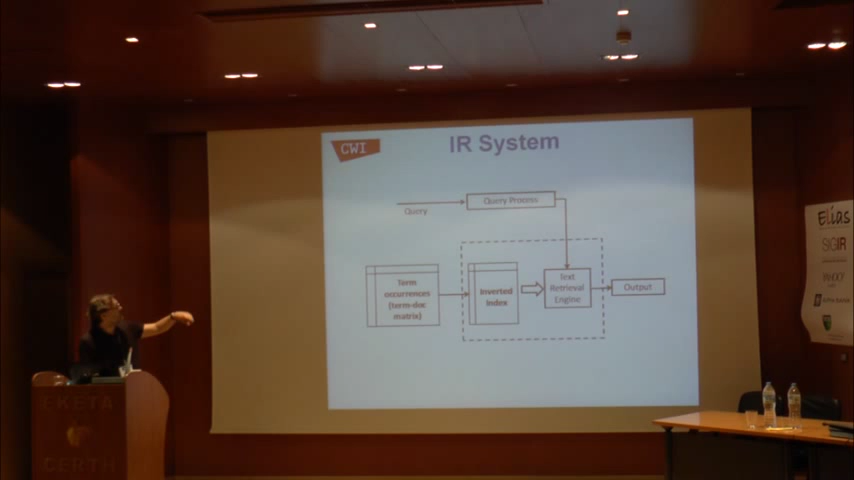 CWI
IR System
Query
Query Process
Term
occurrences
(term-doc
matrix)
Inverted
index
Text
Retrieval
Engine
Output
Elias
SIGIR
YAHOO!
EKETA
CERTH